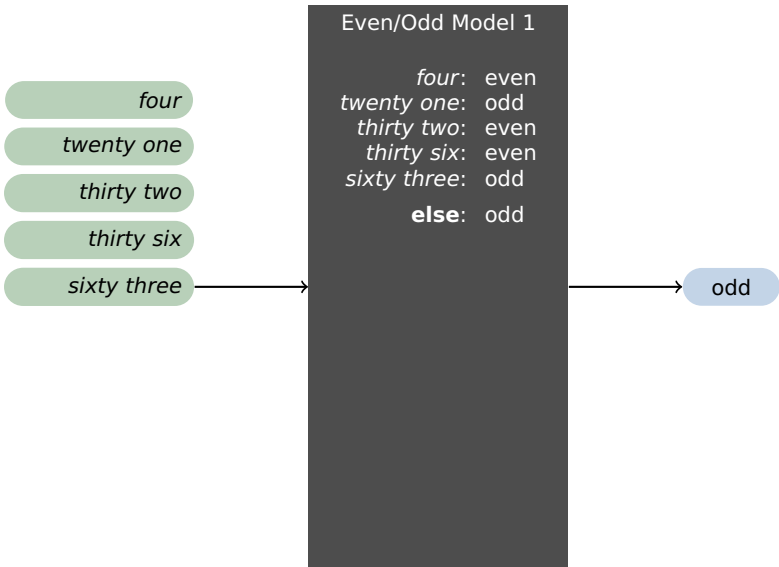 Even/Odd Model 1
four
twenty one
thirty two
thirty six
sixty three
four: even
twenty one: odd
thirty two: even
thirty six: even
sixty three: odd
else: odd
odd